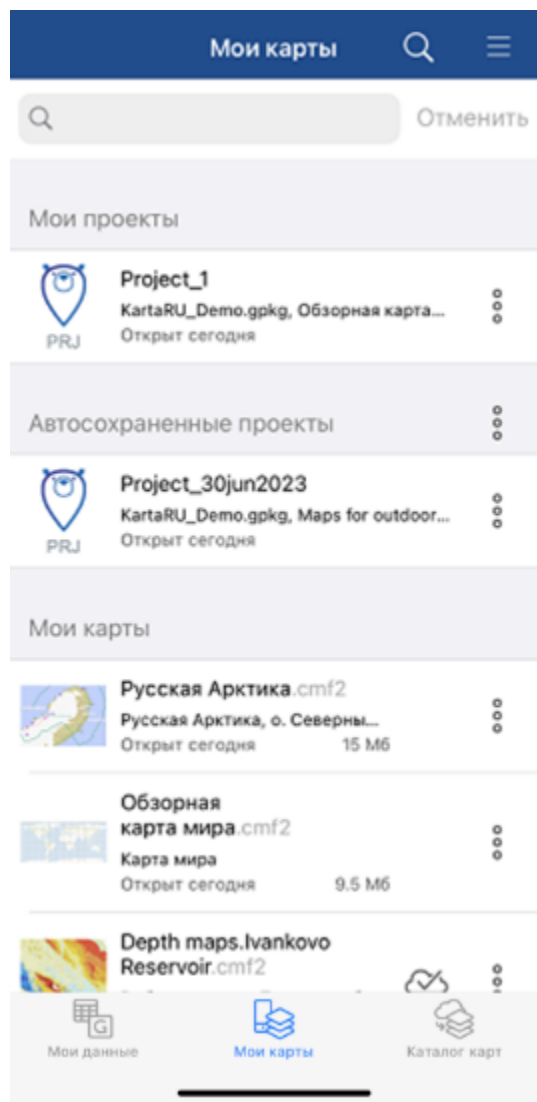 Мои карты
Отменить
Мои проекты
Project_1
KartaRU_Demo.gpkg, Обзорная карта...
Открыт сегодня
PRJ
Автосохраненные проекты
Project_30jun2023
KartaRU_Demo.gpkg, Maps for outdoor...
Открыт сегодня
PRJ
Мои карты
Русская Арктика.cmf2
Русская Арктика, о. Северны...
Открыт сегодня 15 Мб
Обзорная
карта мира.cmf2
Карта мира
Открыт сегодня 9.5 Мб
Depth maps.Ivankovo
Reservoir.cmf2
G
Мои данные
Мои карты
Каталог карт